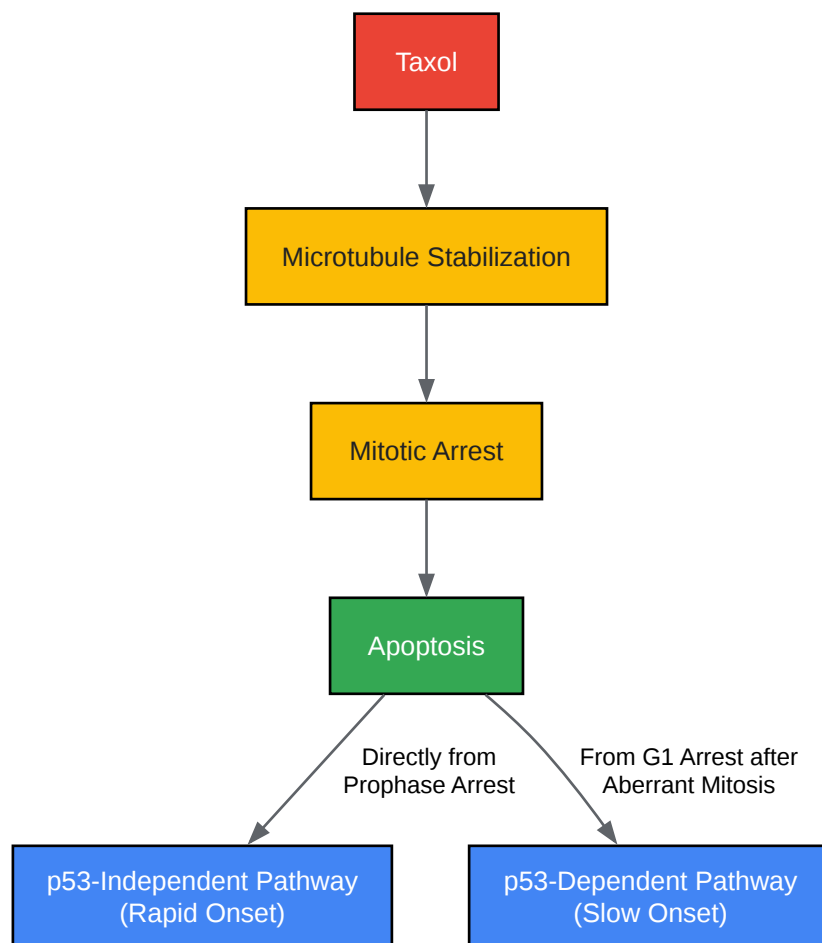 Taxol
Microtubule Stabilization
Mitotic Arrest
Apoptosis
Directly from
Prophase Arrest
From G1 Arrest after
Aberrant Mitosis
p53-Independent Pathway
(Rapid Onset)
p53-Dependent Pathway
(Slow Onset)